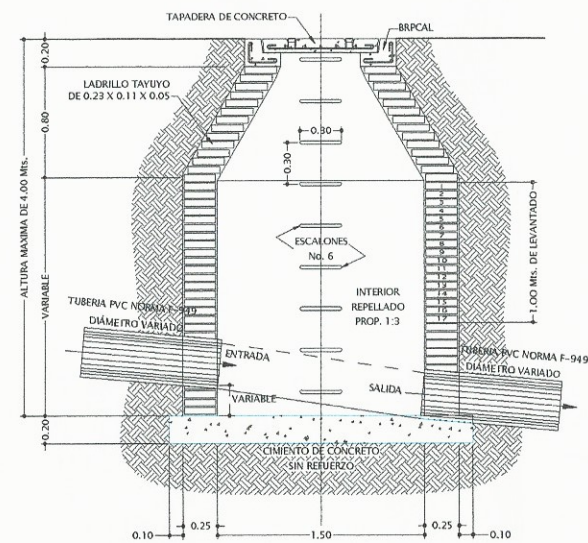 TAPADERA DE CONCRETO
BRPCAL
0.20
LADRILLO TAYUYO
DE 0.23 X 0.11 X 0.05
0.80
0.30
0.30
ALTURA MAXIMA DE 4.00 Mts.
VARIABLE
ESCALONES
No. 6
1
2
3
4
5
6
7
8
9
10
11
12
13
14
15
16
17
1.00 Mts. DE LEVANTADO
INTERIOR
REPELLADO
PROP. 1:3
TUBERIA PVC NORMA F-949
DIÁMETRO VARIADO
ENTRADA
TUBERIA PVC NORMA F-949
DIÁMETRO VARIADO
SALIDA
VARIABLE
0.20
CIMIENTO DE CONCRETO
SIN REFUERZO
0.10
0.25
1.50
0.25
0.10